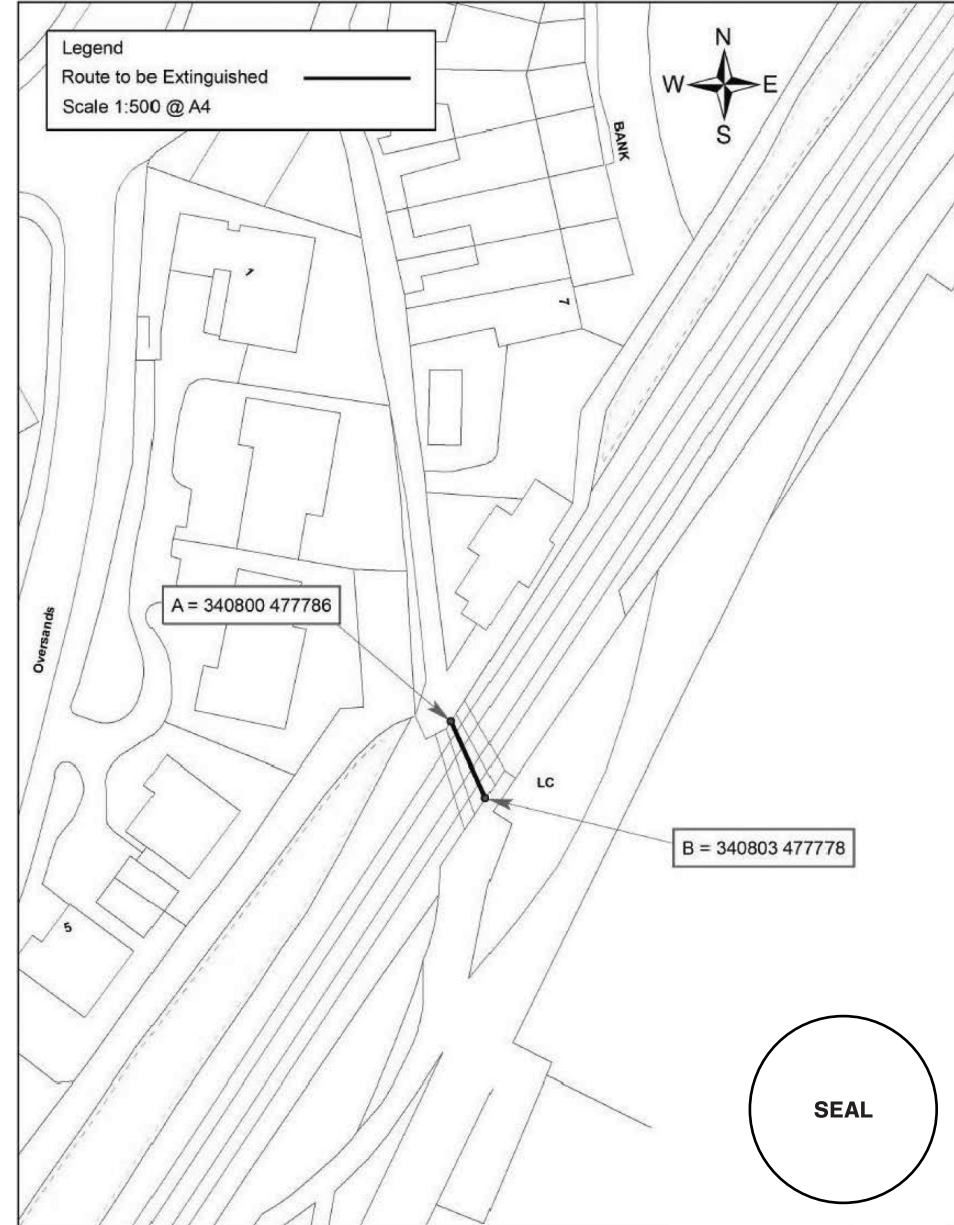 Legend
Route to be Extinguished
Scale 1:500 @ A4
N
W E
S
BANK
1
7
A = 340800 477786
Oversands
LC
B = 340803 477778
5
SEAL